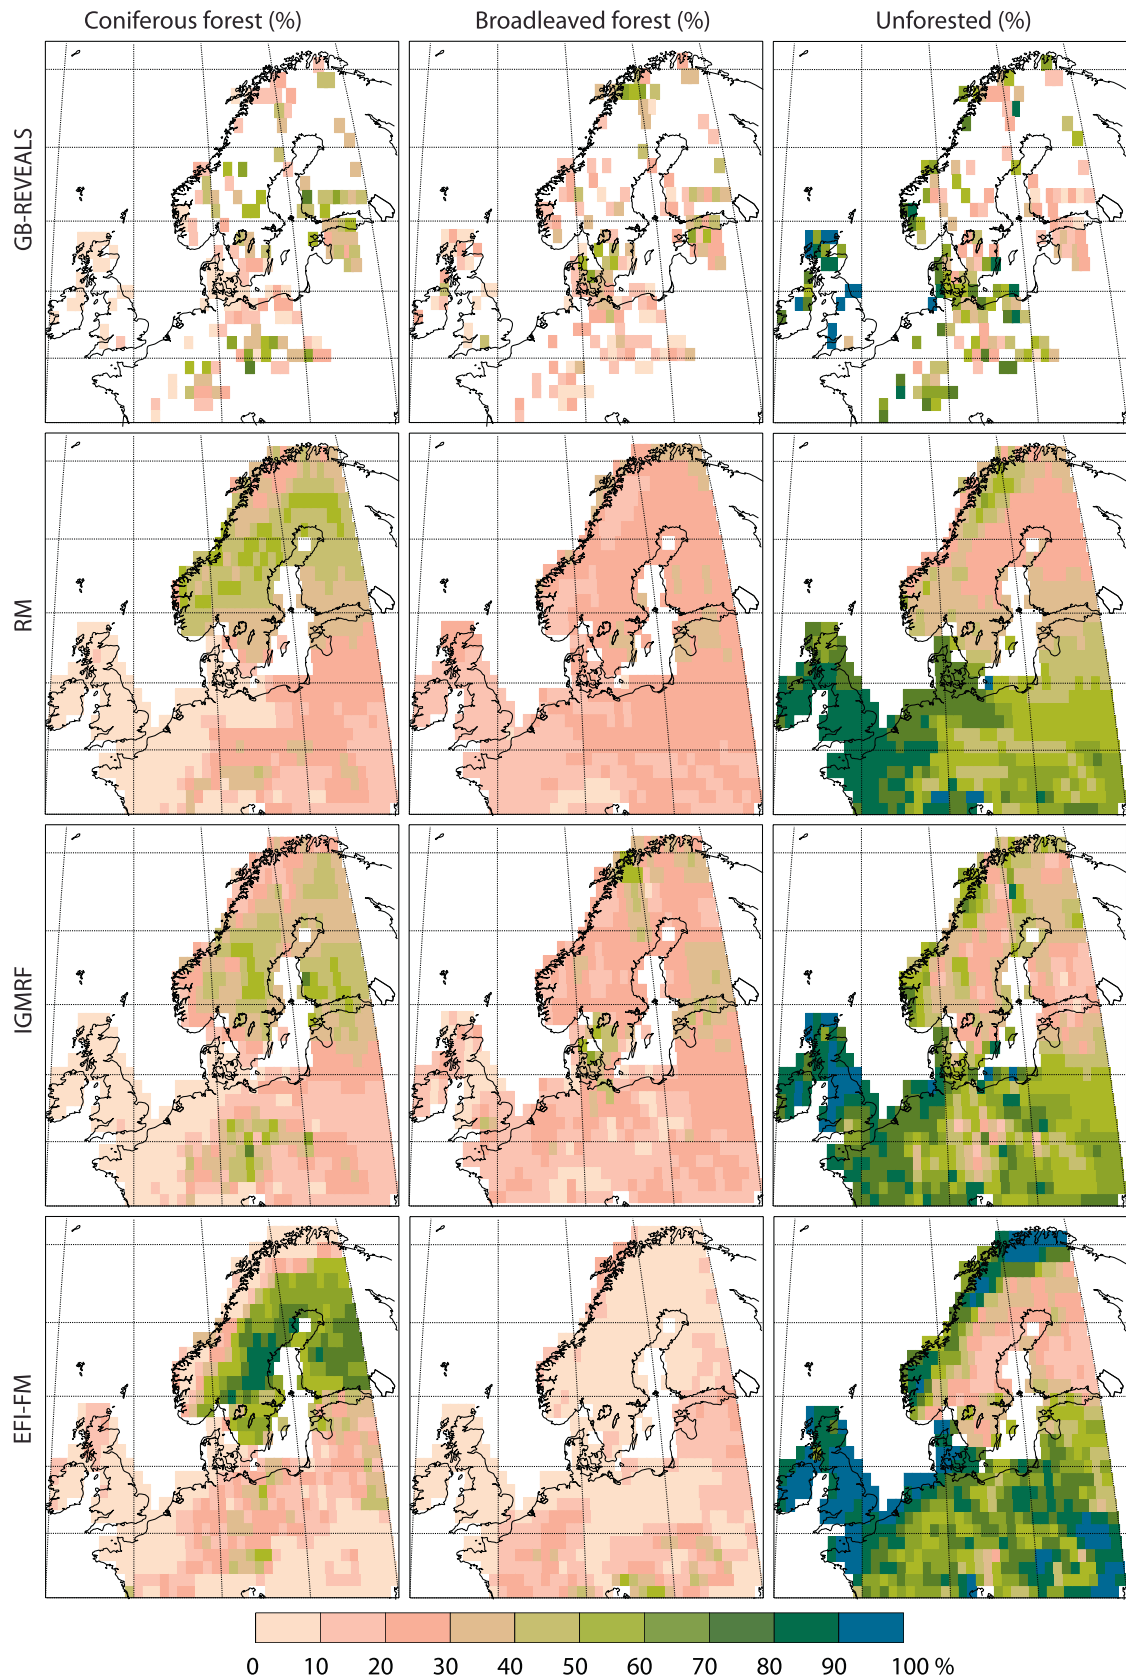 Coniferous forest (%) Broadleaved forest (%) Unforested (%)
GB-REVEALS
RM
IGMRF
EFI-FM
0 10 20 30 40 50 60 70 80 90 100 %